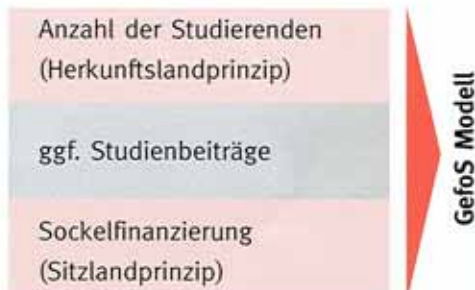 Anzahl der Studierenden
(Herkunftslandprinzip)
ggf. Studienbeiträge
Sockelfinanzierung
(Sitzlandprinzip)
GefoS Modell